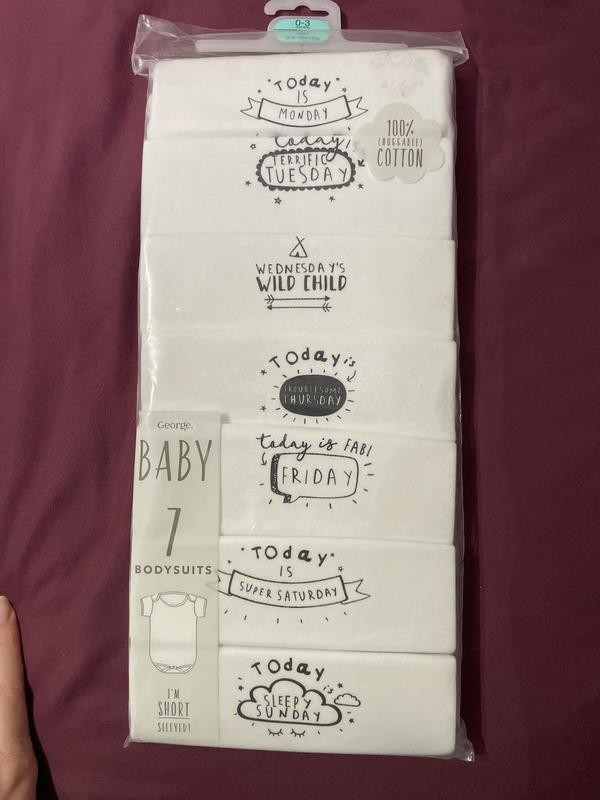 0-3
TODAY
IS
MONDAY
100%
(HUGGABLE)
COTTON
today
TERRIFIC
TUESDAY
WEDNESDAY'S
WILD CHILD
TODAY is
TROUBLESOME
THURSDAY
today is FAB!
FRIDAY
George.
BABY
7
BODYSUITS
I'M
SHORT
SLEEVED!
TODAY
IS
SUPER SATURDAY
TODAY
is
SLEEPY
SUNDAY